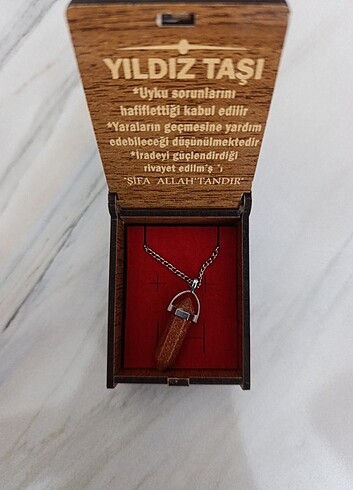 YILDIZ TAŞI
*Uyku sorunlarını
hafiflettiği kabul edilir
*Yaraların geçmesine yardım
edebileceği düşünülmektedir
*İradeyi güçlendirdiği
rivayet
"ŞİFA ALLAH'TANDIR"